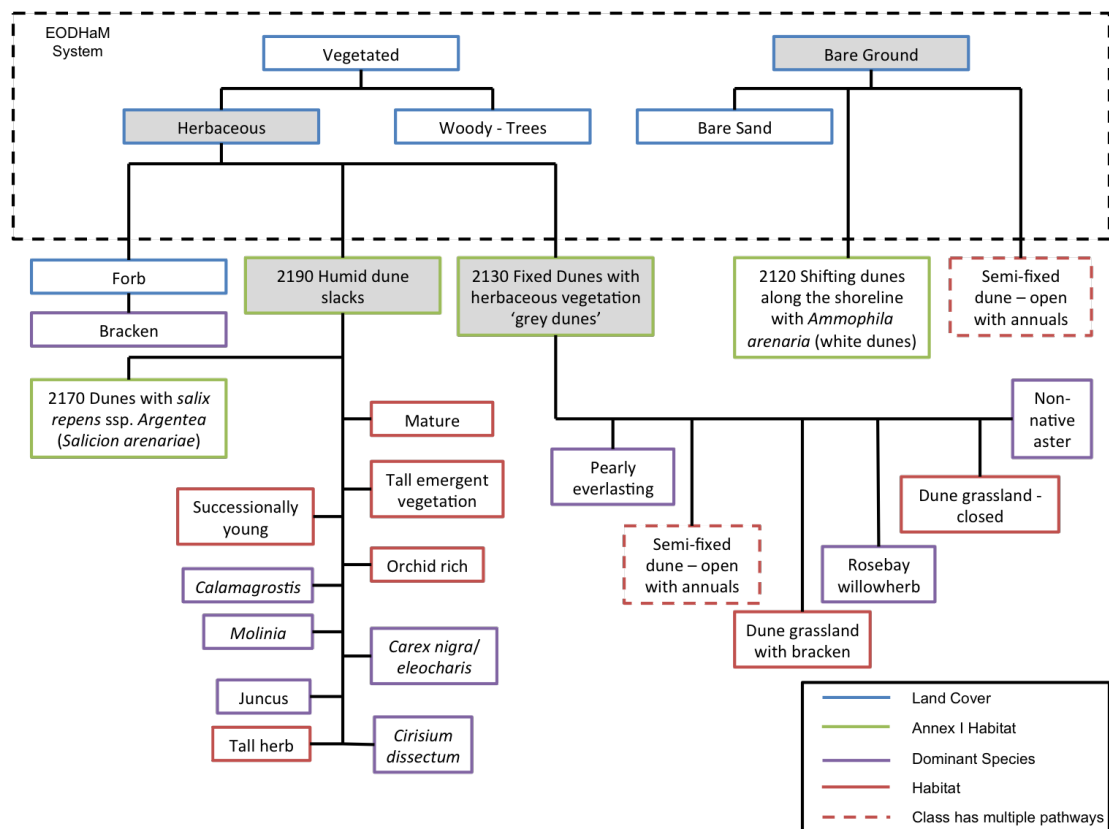 EODHaM
System
Vegetated
Bare Ground
Herbaceous
Woody - Trees
Bare Sand
Forb
Bracken
2190 Humid dune
slacks
2130 Fixed Dunes with
herbaceous vegetation
‘grey dunes’
2120 Shifting dunes
along the shoreline
with Ammophila
arenaria (white dunes)
Semi-fixed
dune – open
with annuals
2170 Dunes with salix
repens ssp. Argentea
(Salicion arenariae)
Mature
Tall emergent
vegetation
Successionally
young
Orchid rich
Calamagrostis
Molinia
Carex nigra/
eleocharis
Juncus
Tall herb
Cirisium
dissectum
Pearly
everlasting
Semi-fixed
dune – open
with annuals
Dune grassland
with bracken
Rosebay
willowherb
Dune grassland -
closed
Non-
native
aster
Land Cover
Annex I Habitat
Dominant Species
Habitat
Class has multiple pathways